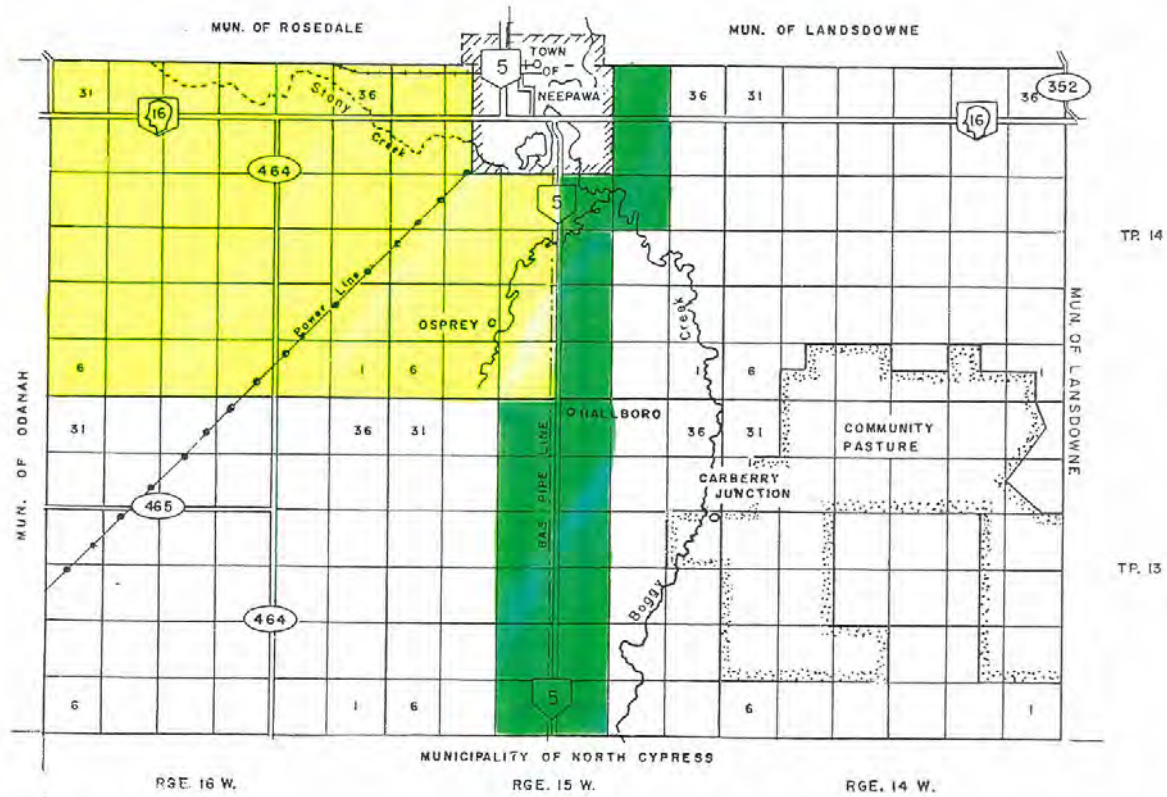 MUN. OF ROSEDALE
MUN. OF LANDSDOWNE
5
TOWN
OF
NEEPAWA
31
36
36
31
36
352
16
16
Stony
Creek
464
5
TP. 14
Power Line
OSPREY
Creek
MUN. OF LANSDOWNE
6
1
6
1
6
1
MUN. OF ODANAH
31
36
31
HALLBORO
36
31
COMMUNITY
PASTURE
CARBERRY
JUNCTION
465
GAS PIPE LINE
TP. 13
464
Boggy
6
1
6
5
6
1
MUNICIPALITY OF NORTH CYPRESS
RGE. 16 W.
RGE. 15 W.
RGE. 14 W.